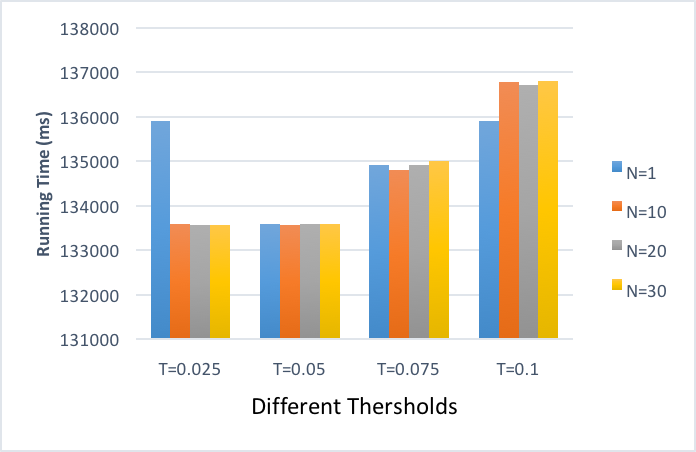 138000
137000
136000
135000
134000
133000
132000
131000
Running Time (ms)
T=0.025 T=0.05 T=0.075 T=0.1
Different Thersholds
N=1
N=10
N=20
N=30